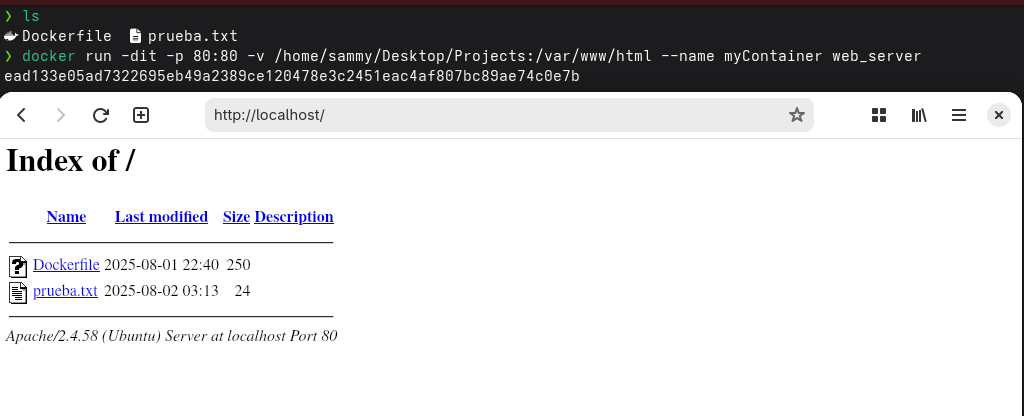 ❯ ls
Dockerfile prueba.txt
❯ docker run -dit -p 80:80 -v /home/sammy/Desktop/Projects:/var/www/html --name myContainer web_server
ead133e05ad7322695eb49a2389ce120478e3c2451eac4af807bc89ae74c0e7b
http://localhost/
Index of /
Name Last modified Size Description
Dockerfile 2025-08-01 22:40 250
prueba.txt 2025-08-02 03:13 24
Apache/2.4.58 (Ubuntu) Server at localhost Port 80